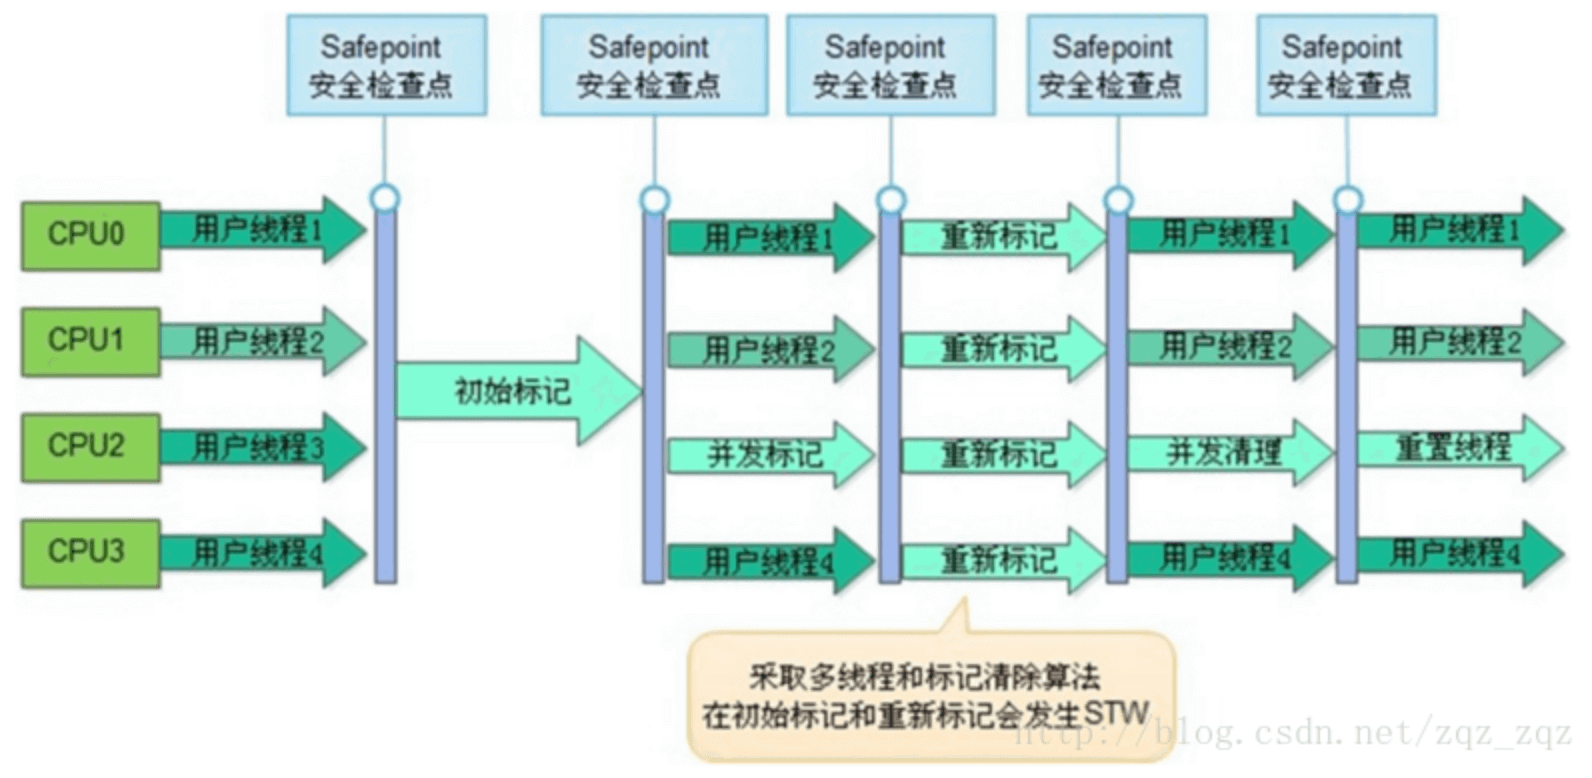 Safepoint
安全检查点
Safepoint
安全检查点
Safepoint
安全检查点
Safepoint
安全检查点
Safepoint
安全检查点
CPU0
用户线程1
用户线程1
重新标记
用户线程1
用户线程1
CPU1
用户线程2
用户线程2
重新标记
用户线程2
用户线程2
初始标记
CPU2
用户线程3
并发标记
重新标记
并发清理
重置线程
CPU3
用户线程4
用户线程4
重新标记
用户线程4
用户线程4
采取多线程和标记清除算法
在初始标记和重新标记会发生STW
http://blog.csdn.net/zqz_zqz